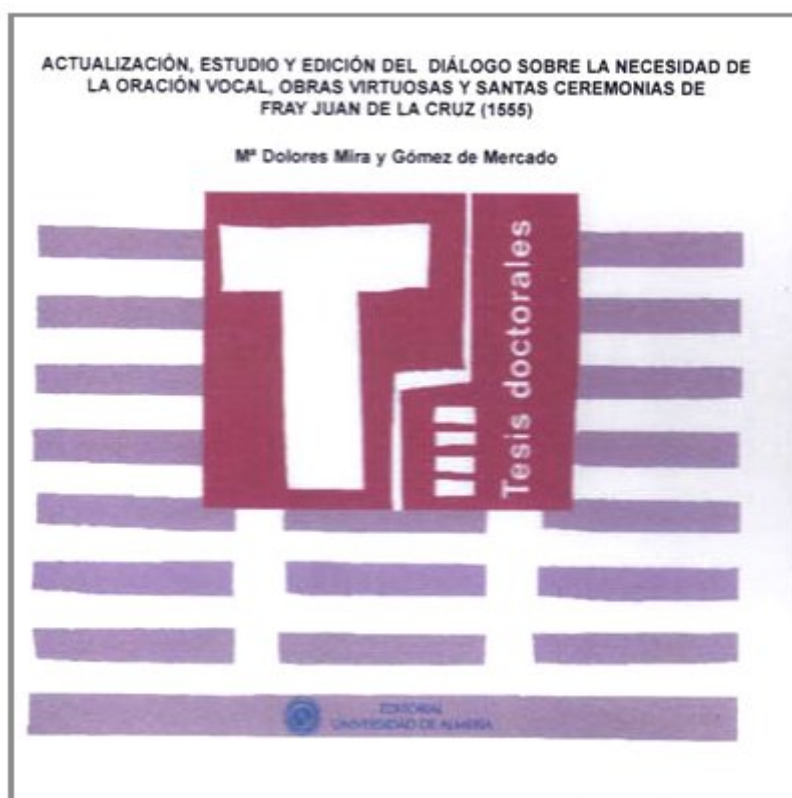 ACTUALIZACIÓN, ESTUDIO Y EDICIÓN DEL DIÁLOGO SOBRE LA NECESIDAD DE
LA ORACIÓN VOCAL, OBRAS VIRTUOSAS Y SANTAS CEREMONIAS DE
FRAY JUAN DE LA CRUZ (1555)
Mª Dolores Mira y Gómez de Mercado
T
Tesis doctorales
EDITORIAL
UNIVERSIDAD DE ALMERÍA